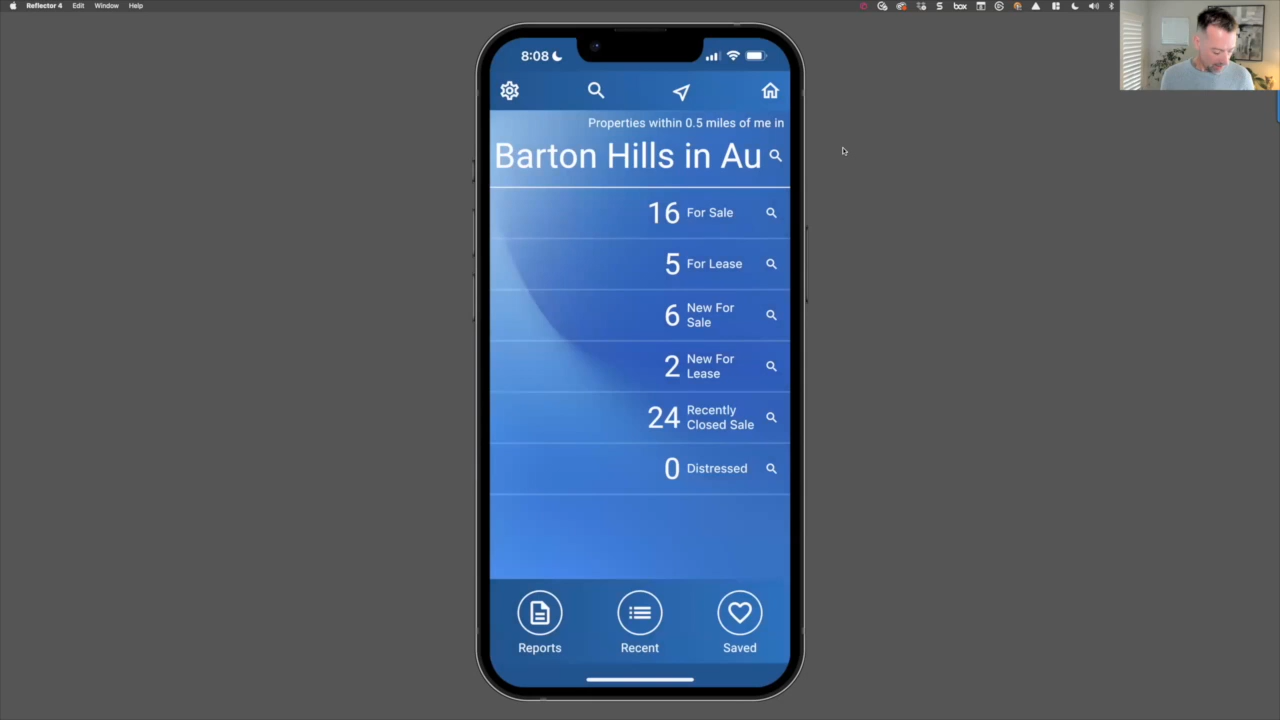 Reflector 4 Edit Window Help
box
8:08
Properties within 0.5 miles of me in
Barton Hills in Au
16 For Sale
5 For Lease
6 New For
Sale
2 New For
Lease
24 Recently
Closed Sale
0 Distressed
Reports Recent Saved